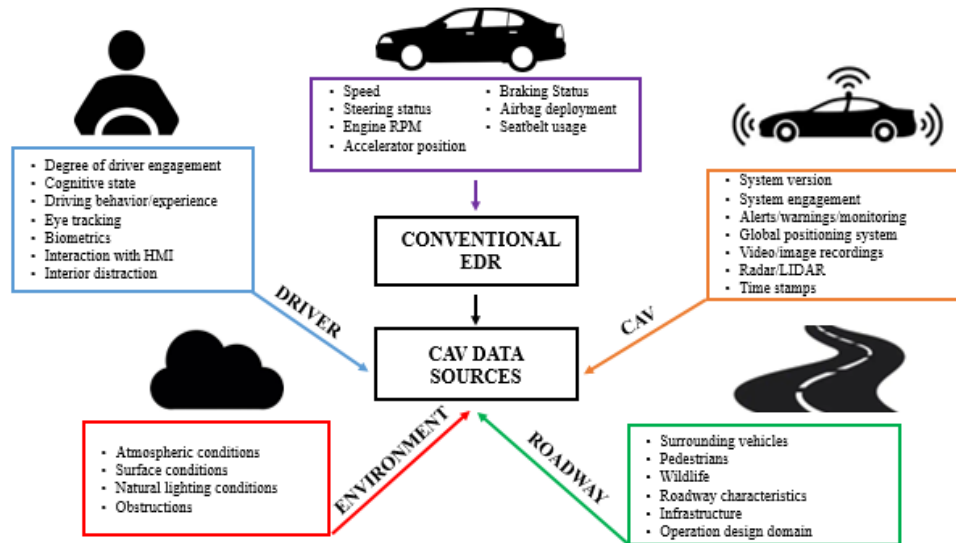 Speed
Steering status
Engine RPM
Accelerator position
Braking Status
Airbag deployment
Seatbelt usage
Degree of driver engagement
Cognitive state
Driving behavior/experience
Eye tracking
Biometrics
Interaction with HMI
Interior distraction
System version
System engagement
Alerts/warnings/monitoring
Global positioning system
Video/image recordings
Radar/LIDAR
Time stamps
CONVENTIONAL
EDR
DRIVER
CAV
CAV DATA
SOURCES
ENVIRONMENT
ROADWAY
Atmospheric conditions
Surface conditions
Natural lighting conditions
Obstructions
Surrounding vehicles
Pedestrians
Wildlife
Roadway characteristics
Infrastructure
Operation design domain